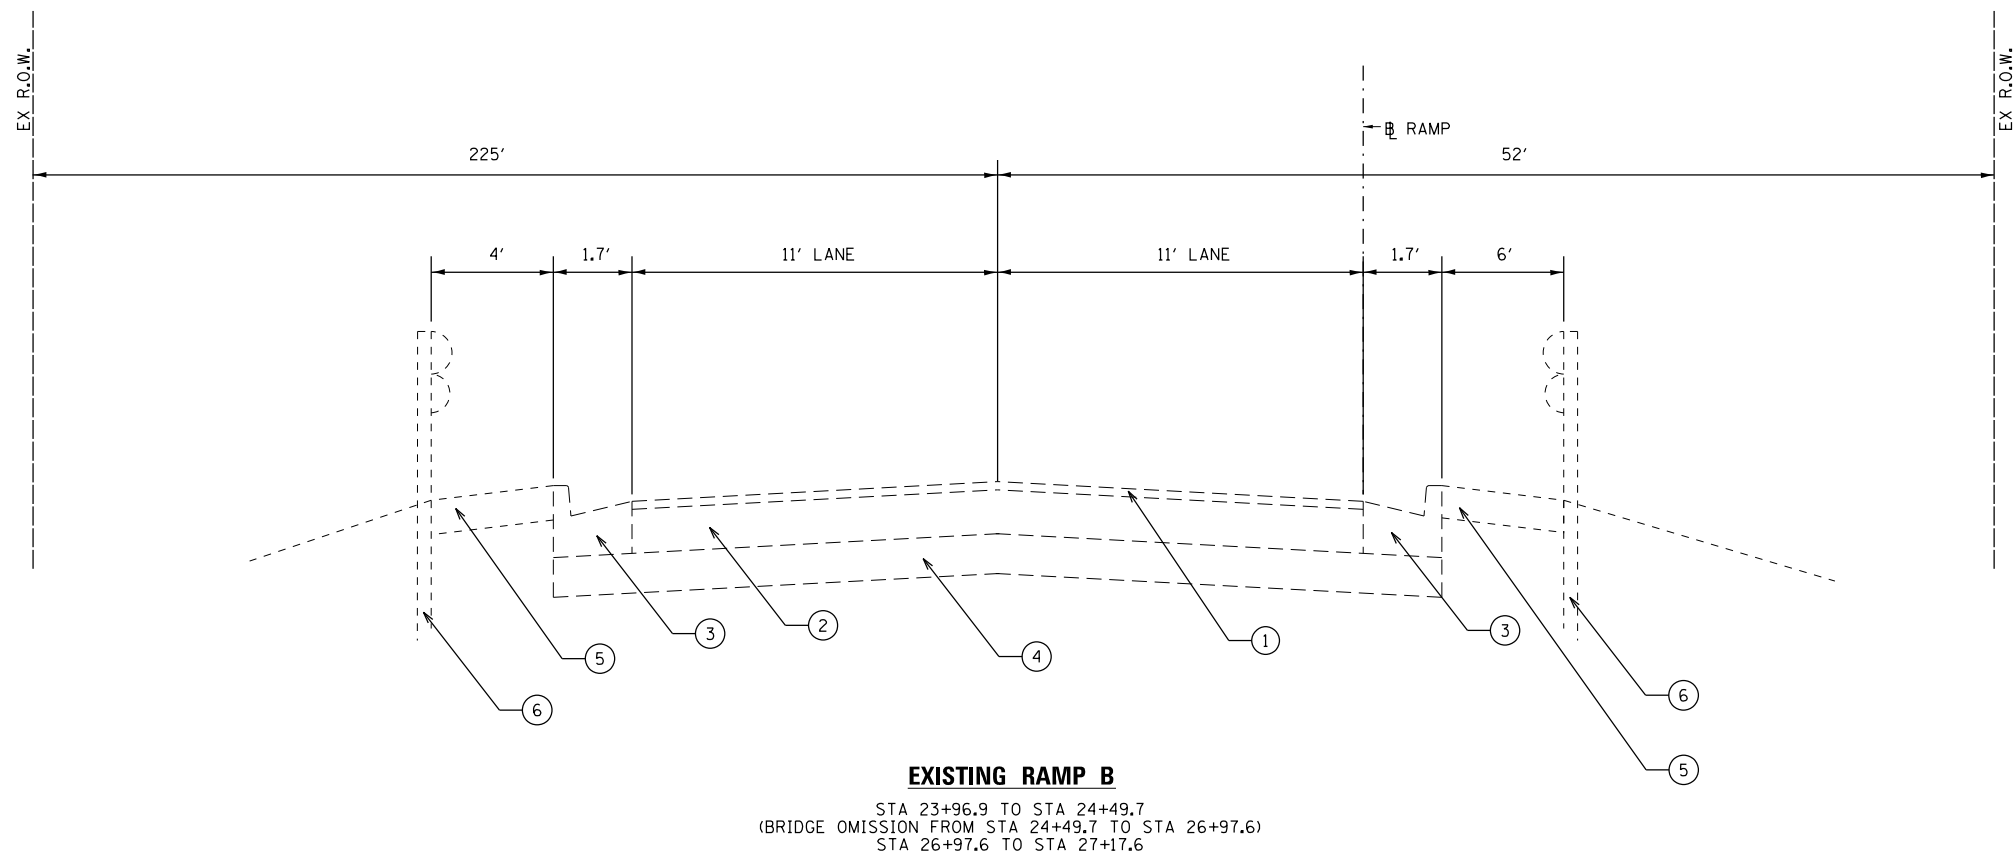 EX R.O.W.
EX R.O.W.
℄ RAMP
225'
52'
4'
1.7'
11' LANE
11' LANE
1.7'
6'
1
2
3
3
4
5
6
6
5
EXISTING RAMP B
STA 23+96.9 TO STA 24+49.7
(BRIDGE OMISSION FROM STA 24+49.7 TO STA 26+97.6)
STA 26+97.6 TO STA 27+17.6